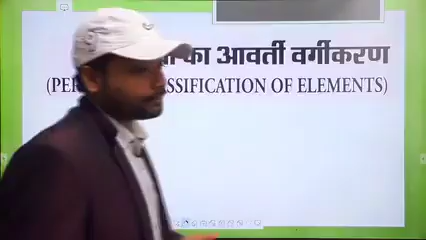 का आवर्ती वर्गीकरण
(PER SSIFICATION OF ELEMENTS)